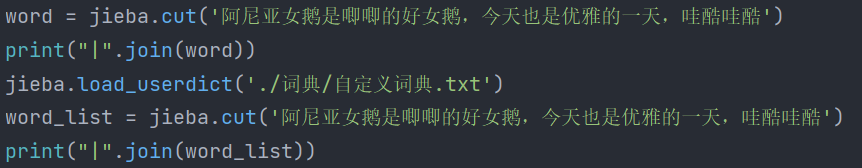 word = jieba.cut('阿尼亚女鹅是唧唧的好女鹅，今天也是优雅的一天，哇酷哇酷')
print("|".join(word))
jieba.load_userdict('./词典/自定义词典.txt')
word_list = jieba.cut('阿尼亚女鹅是唧唧的好女鹅，今天也是优雅的一天，哇酷哇酷')
print("|".join(word_list))